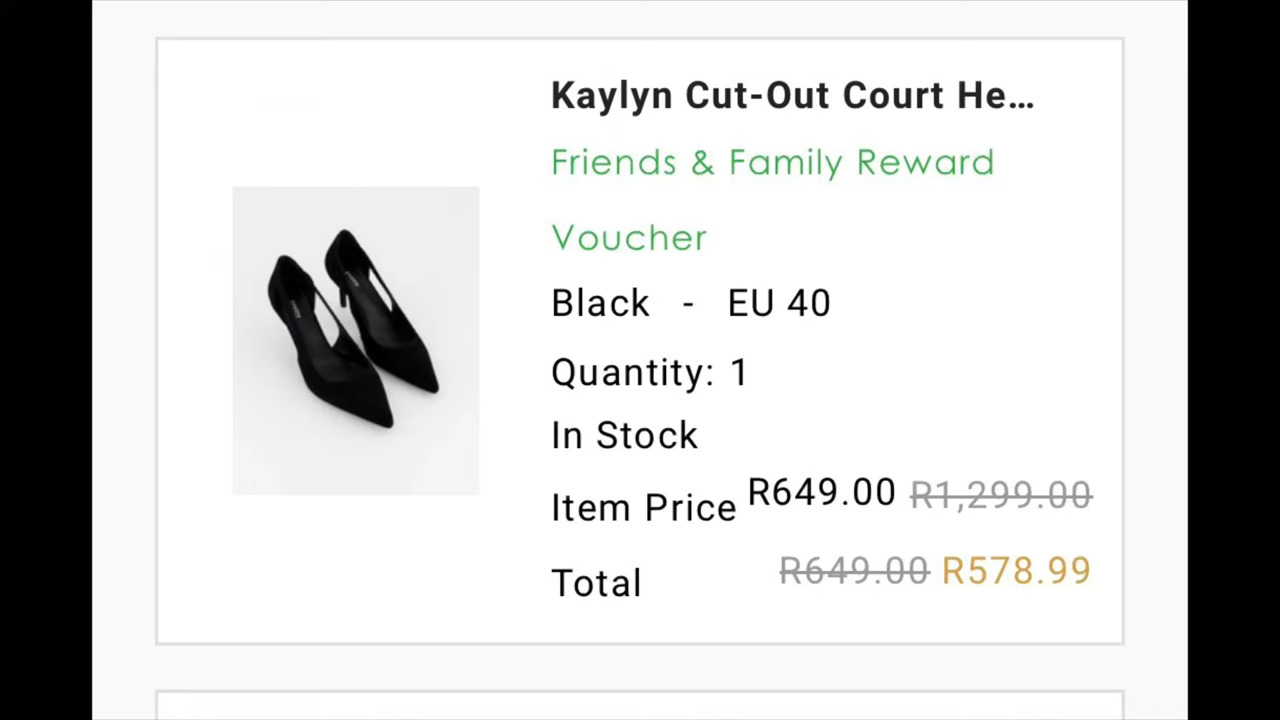 Kaylyn Cut-Out Court He...
Friends & Family Reward
Voucher
Black - EU 40
Quantity: 1
In Stock
Item Price R649.00 R1,299.00
Total R649.00 R578.99